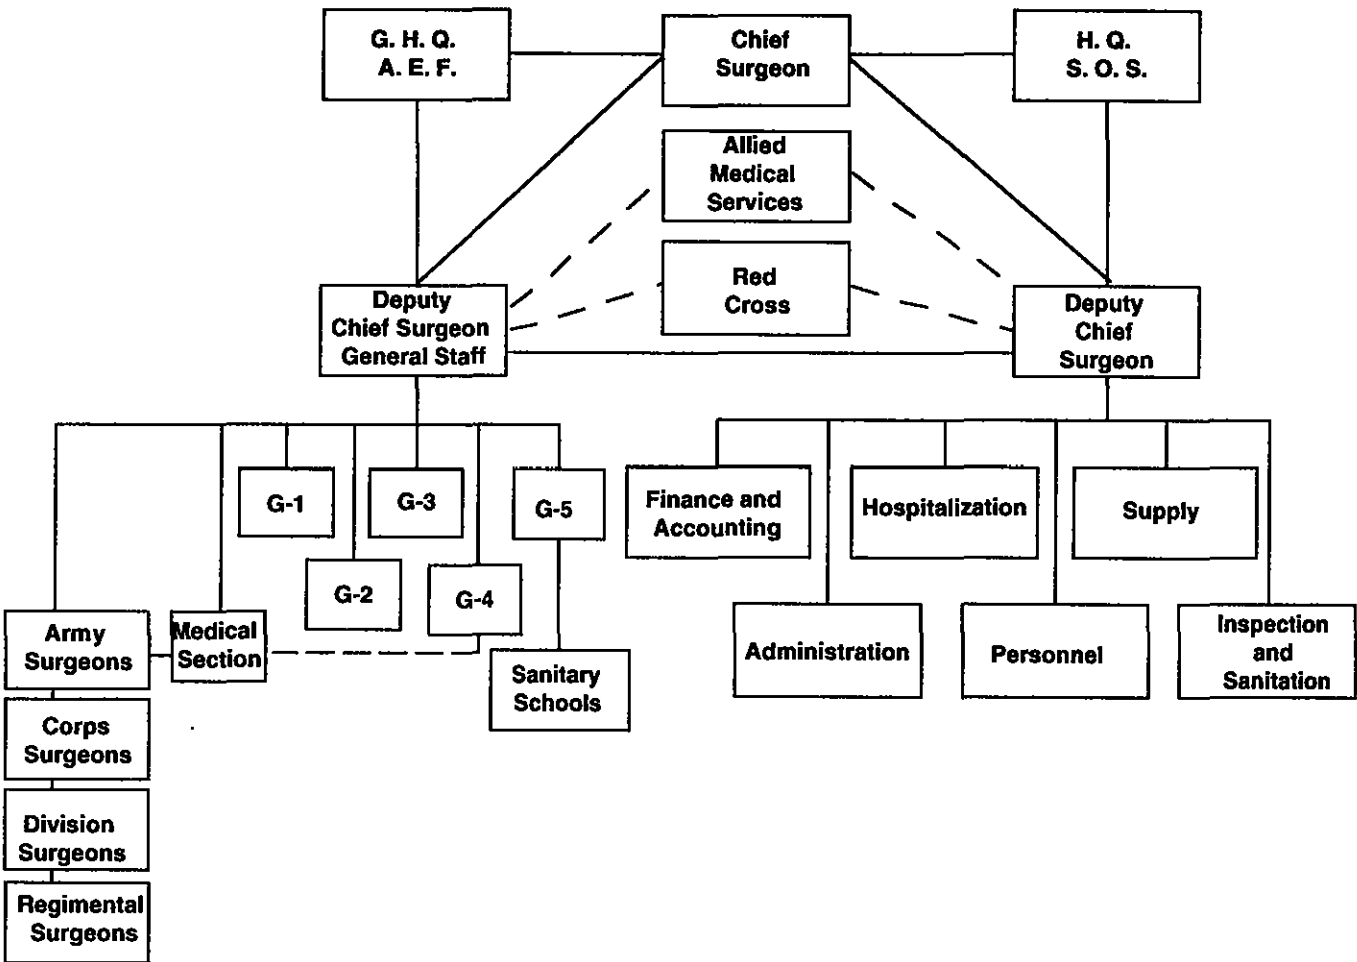 G. H. Q.
A. E. F.
Chief
Surgeon
H. Q.
S. O. S.
Allied
Medical
Services
Red
Cross
Deputy
Chief Surgeon
General Staff
Deputy
Chief
Surgeon
G-1
G-3
G-5
G-2
G-4
Finance and
Accounting
Hospitalization
Supply
Army
Surgeons
Medical
Section
Sanitary
Schools
Administration
Personnel
Inspection
and
Sanitation
Corps
Surgeons
Division
Surgeons
Regimental
Surgeons